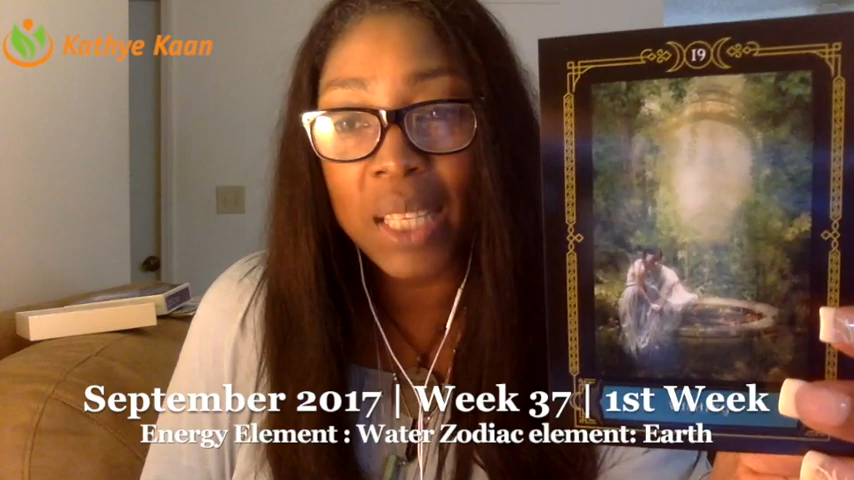 Kathye Kaan
19
September 2017 | Week 37 | 1st Week
Energy Element : Water Zodiac element: Earth